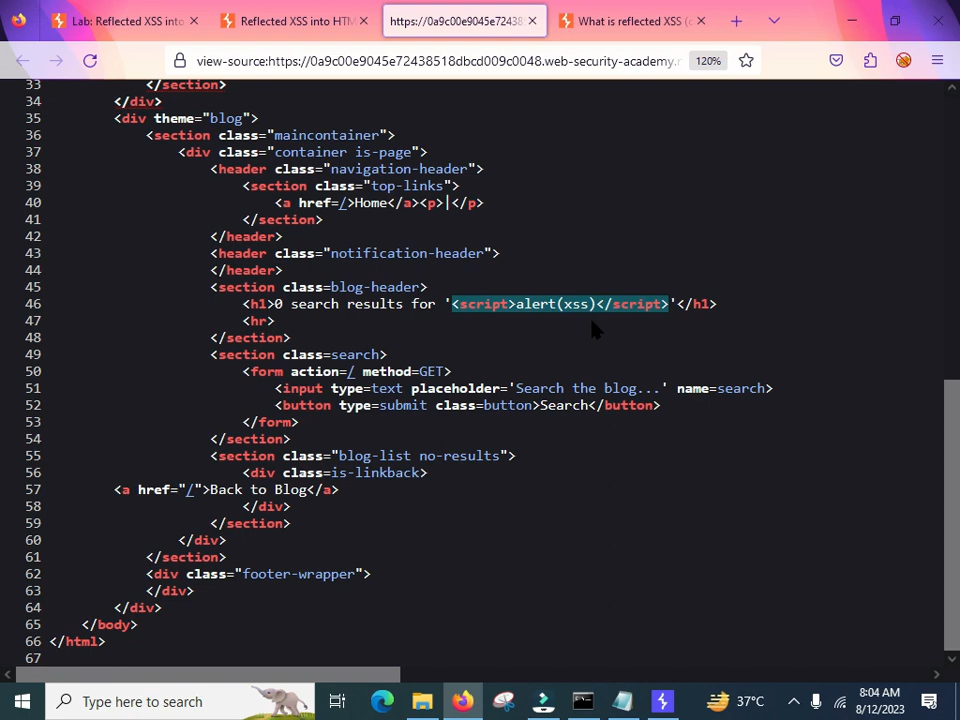 Lab: Reflected XSS into
Reflected XSS into HTM
https://0a9c00e9045e72438
What is reflected XSS (c
view-source:https://0a9c00e9045e72438518dbcd009c0048.web-security-academy.n
120%
33 </section>
34 </div>
35 <div theme="blog">
36 <section class="maincontainer">
37 <div class="container is-page">
38 <header class="navigation-header">
39 <section class="top-links">
40 <a href=/>Home</a><p>|</p>
41 </section>
42 </header>
43 <header class="notification-header">
44 </header>
45 <section class=blog-header>
46 <h1>0 search results for '<script>alert(xss)</script>'</h1>
47 <hr>
48 </section>
49 <section class=search>
50 <form action=/ method=GET>
51 <input type=text placeholder='Search the blog...' name=search>
52 <button type=submit class=button>Search</button>
53 </form>
54 </section>
55 <section class="blog-list no-results">
56 <div class=is-linkback>
57 <a href="/">Back to Blog</a>
58 </div>
59 </section>
60 </div>
61 </section>
62 <div class="footer-wrapper">
63 </div>
64 </div>
65 </body>
66 </html>
67
Type here to search
37°C
8:04 AM
8/12/2023